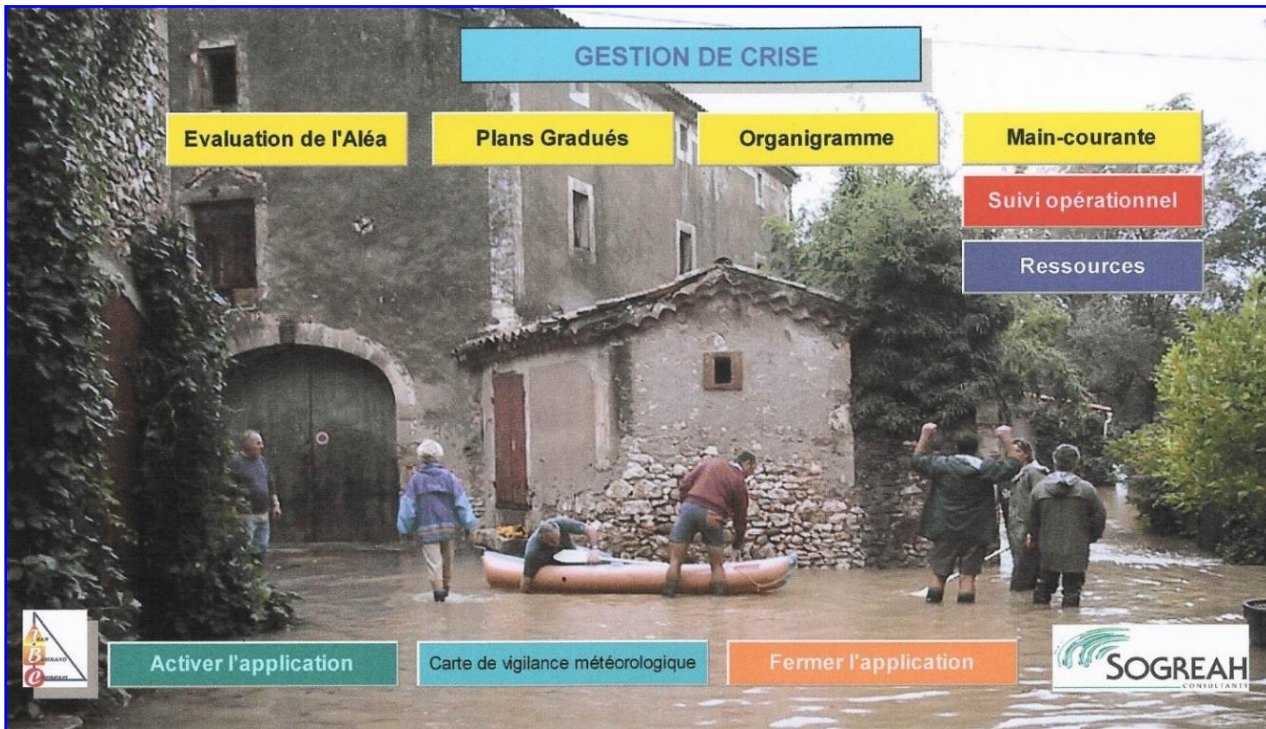 GESTION DE CRISE
Evaluation de l'Aléa
Plans Gradués
Organigramme
Main-courante
Suivi opérationnel
Ressources
Activer l'application
Carte de vigilance météorologique
Fermer l'application
SOGREAH
CONSULTANTS